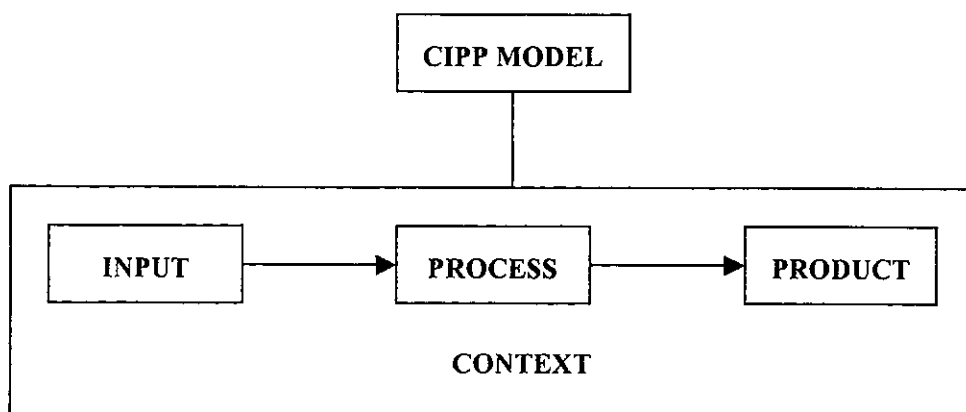 CIPP MODEL
INPUT
PROCESS
PRODUCT
CONTEXT